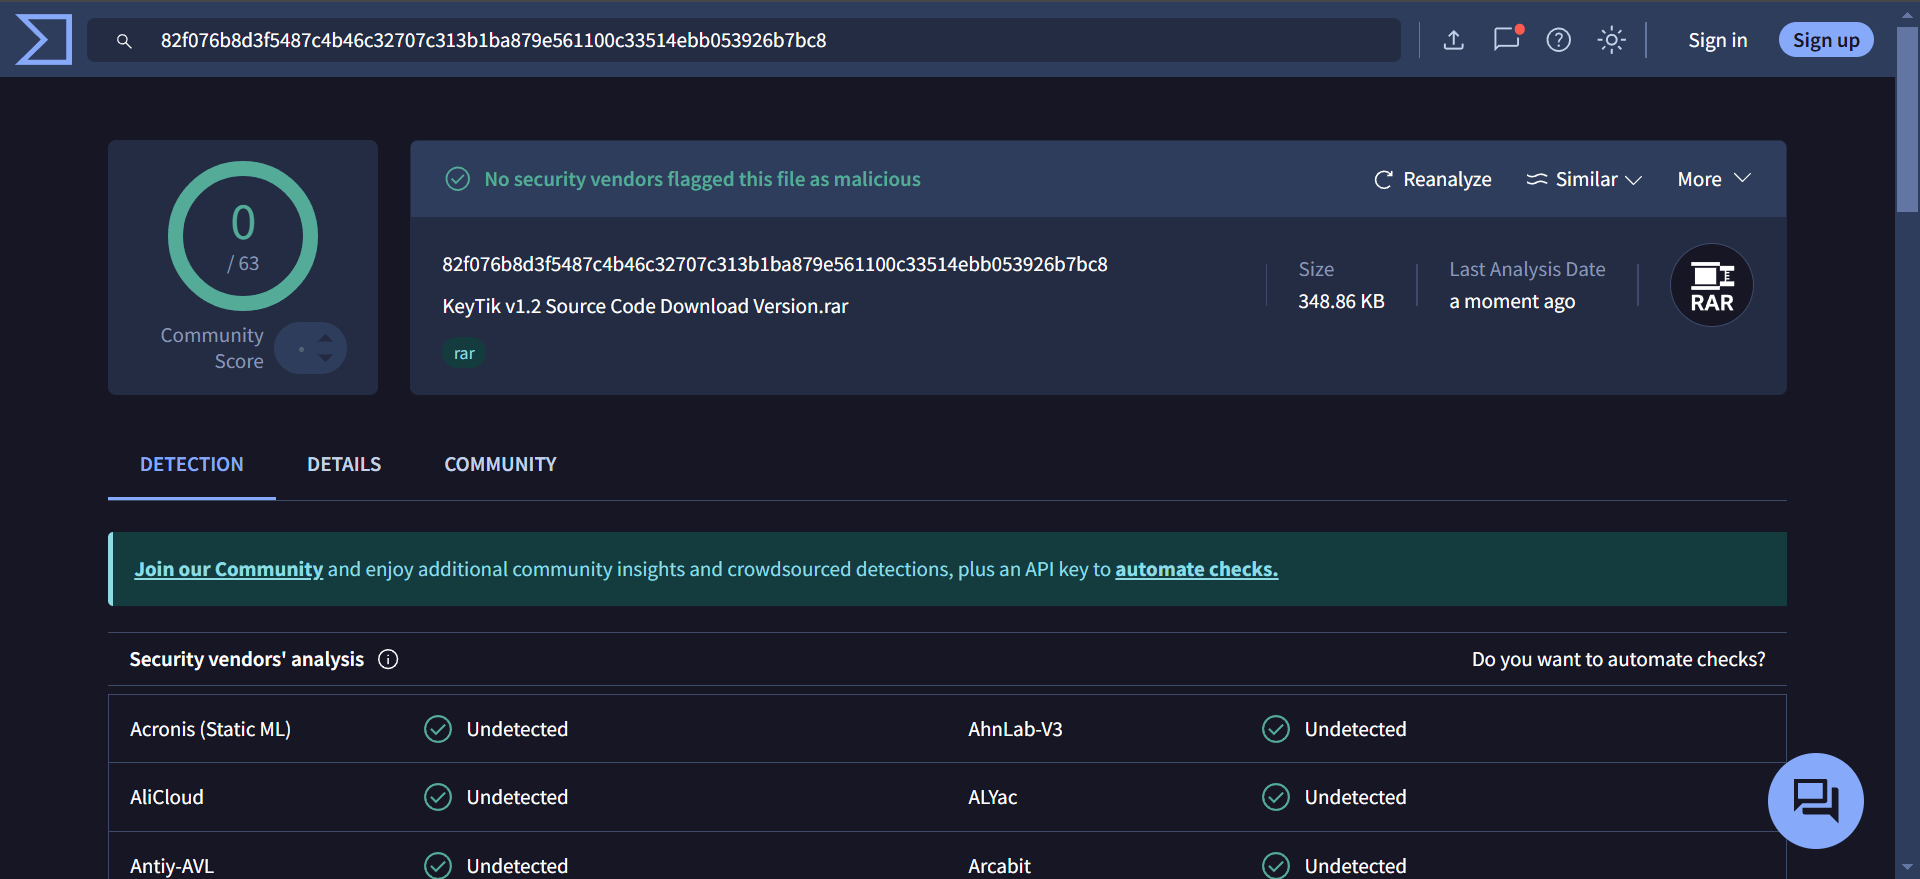 82f076b8d3f5487c4b46c32707c313b1ba879e561100c33514ebb053926b7bc8
Sign in
Sign up
0
/ 63
Community
Score
No security vendors flagged this file as malicious
Reanalyze
Similar
More
82f076b8d3f5487c4b46c32707c313b1ba879e561100c33514ebb053926b7bc8
KeyTik v1.2 Source Code Download Version.rar
rar
Size
348.86 KB
Last Analysis Date
a moment ago
RAR
DETECTION
DETAILS
COMMUNITY
Join our Community and enjoy additional community insights and crowdsourced detections, plus an API key to automate checks.
Security vendors' analysis
Do you want to automate checks?
Acronis (Static ML)
Undetected
AhnLab-V3
Undetected
AliCloud
Undetected
ALYac
Undetected
Antiy-AVL
Undetected
Arcabit
Undetected